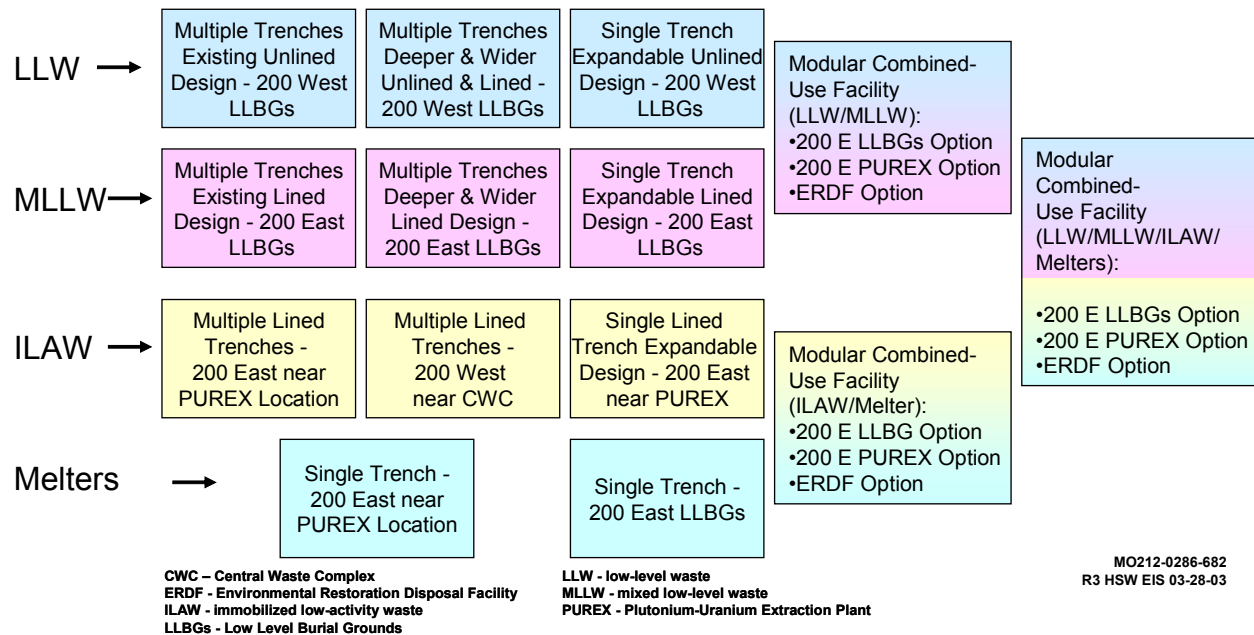 LLW
Multiple Trenches
Existing Unlined
Design - 200 West
LLBGs
Multiple Trenches
Deeper & Wider
Unlined & Lined -
200 West LLBGs
Single Trench
Expandable Unlined
Design - 200 West
LLBGs
Modular Combined-
Use Facility
(LLW/MLLW):
•200 E LLBGs Option
•200 E PUREX Option
•ERDF Option
MLLW
Multiple Trenches
Existing Lined
Design - 200 East
LLBGs
Multiple Trenches
Deeper & Wider
Lined Design -
200 East LLBGs
Single Trench
Expandable Lined
Design - 200 East
LLBGs
Modular
Combined-
Use Facility
(LLW/MLLW/ILAW/
Melters):
•200 E LLBGs Option
•200 E PUREX Option
•ERDF Option
ILAW
Multiple Lined
Trenches -
200 East near
PUREX Location
Multiple Lined
Trenches -
200 West
near CWC
Single Lined
Trench Expandable
Design - 200 East
near PUREX
Modular Combined-
Use Facility
(ILAW/Melter):
•200 E LLBG Option
•200 E PUREX Option
•ERDF Option
Melters
Single Trench -
200 East near
PUREX Location
Single Trench -
200 East LLBGs
CWC – Central Waste Complex
ERDF - Environmental Restoration Disposal Facility
ILAW - immobilized low-activity waste
LLBGs - Low Level Burial Grounds
LLW - low-level waste
MLLW - mixed low-level waste
PUREX - Plutonium-Uranium Extraction Plant
MO212-0286-682
R3 HSW EIS 03-28-03